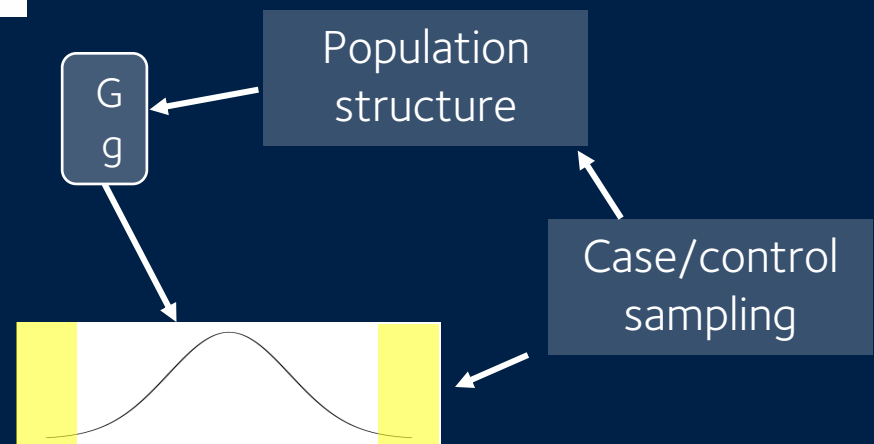 G
g
Population
structure
Case/control
sampling